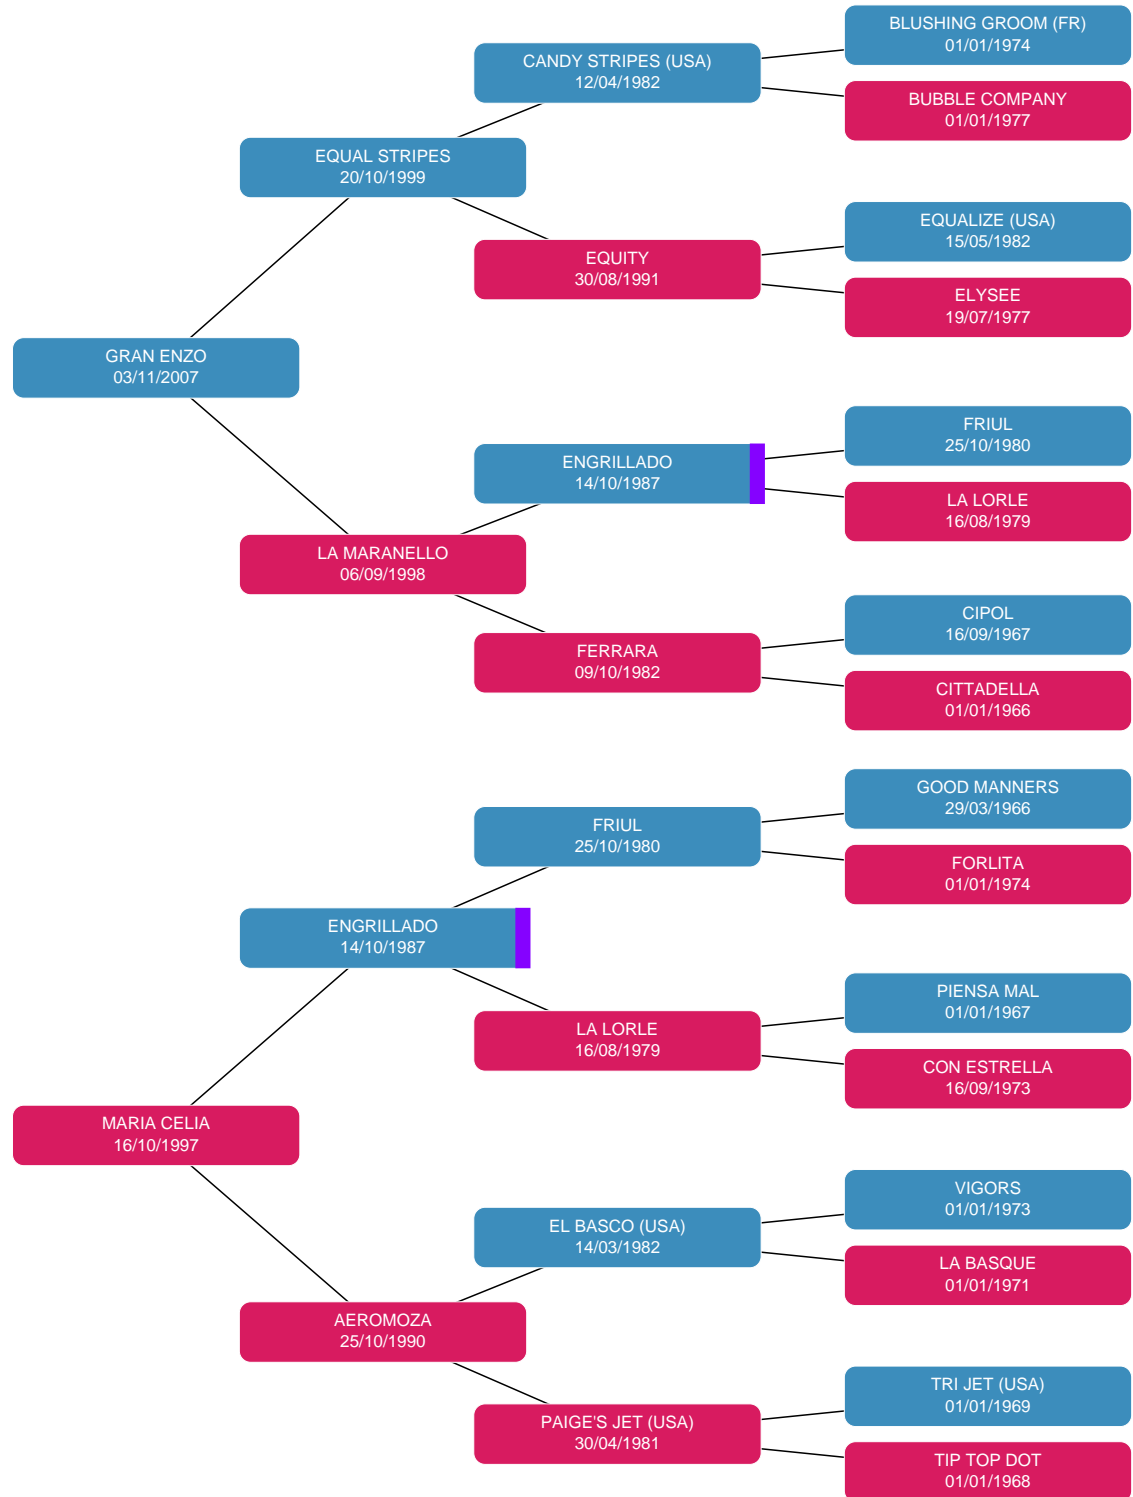 BLUSHING GROOM (FR)
01/01/1974
CANDY STRIPES (USA)
12/04/1982
BUBBLE COMPANY
01/01/1977
EQUAL STRIPES
20/10/1999
EQUALIZE (USA)
15/05/1982
EQUITY
30/08/1991
ELYSEE
19/07/1977
GRAN ENZO
03/11/2007
FRIUL
25/10/1980
ENGRILLADO
14/10/1987
LA LORLE
16/08/1979
LA MARANELLO
06/09/1998
CIPOL
16/09/1967
FERRARA
09/10/1982
CITTADELLA
01/01/1966
GOOD MANNERS
29/03/1966
FRIUL
25/10/1980
FORLITA
01/01/1974
ENGRILLADO
14/10/1987
PIENSA MAL
01/01/1967
LA LORLE
16/08/1979
CON ESTRELLA
16/09/1973
MARIA CELIA
16/10/1997
VIGORS
01/01/1973
EL BASCO (USA)
14/03/1982
LA BASQUE
01/01/1971
AEROMOZA
25/10/1990
TRI JET (USA)
01/01/1969
PAIGE'S JET (USA)
30/04/1981
TIP TOP DOT
01/01/1968